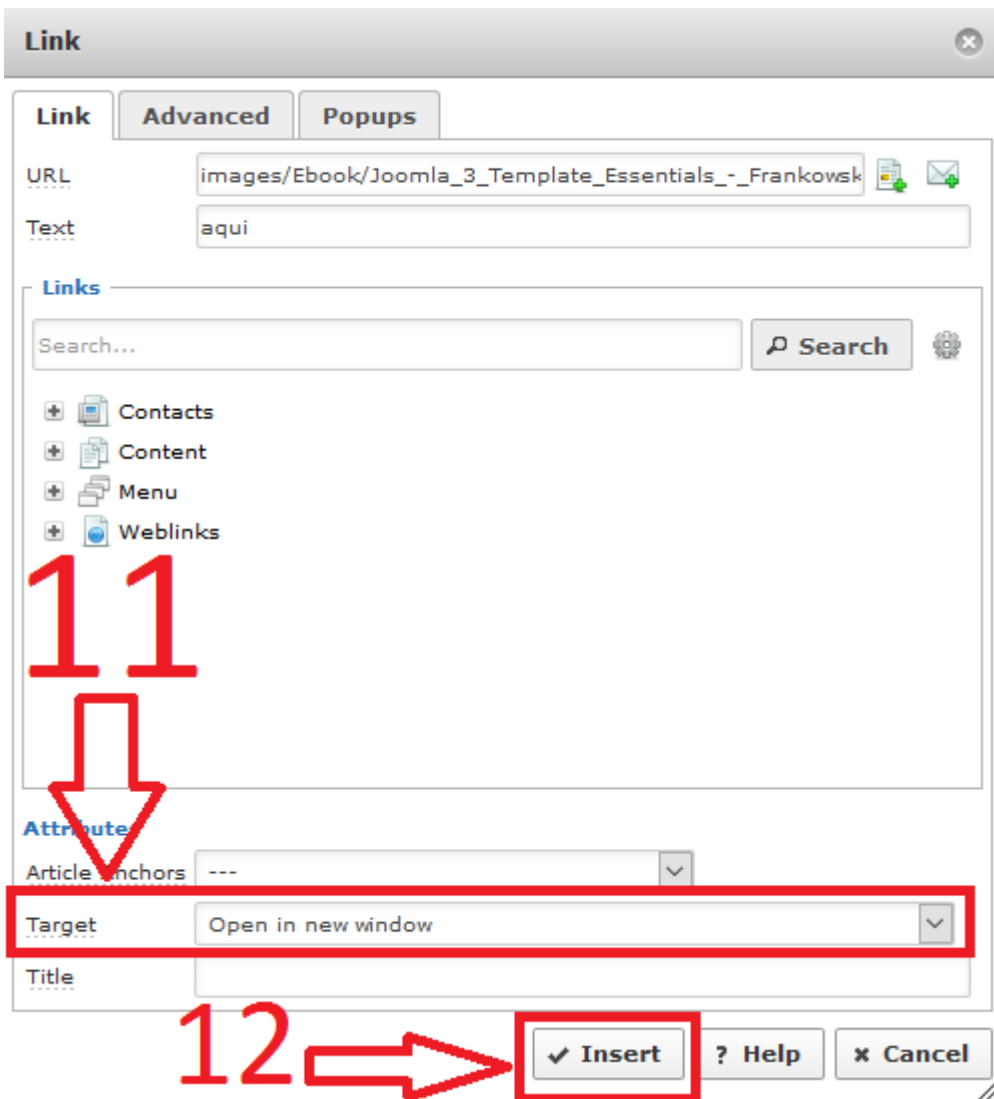 Link
Link Advanced Popups
URL images/Ebook/Joomla_3_Template_Essentials_-_Frankowsk
Text aqui
Links
Search... Search
Contacts
Content
Menu
Weblinks
11
Attributes
Article Anchors ---
Target Open in new window
Title
12 Insert ? Help Cancel